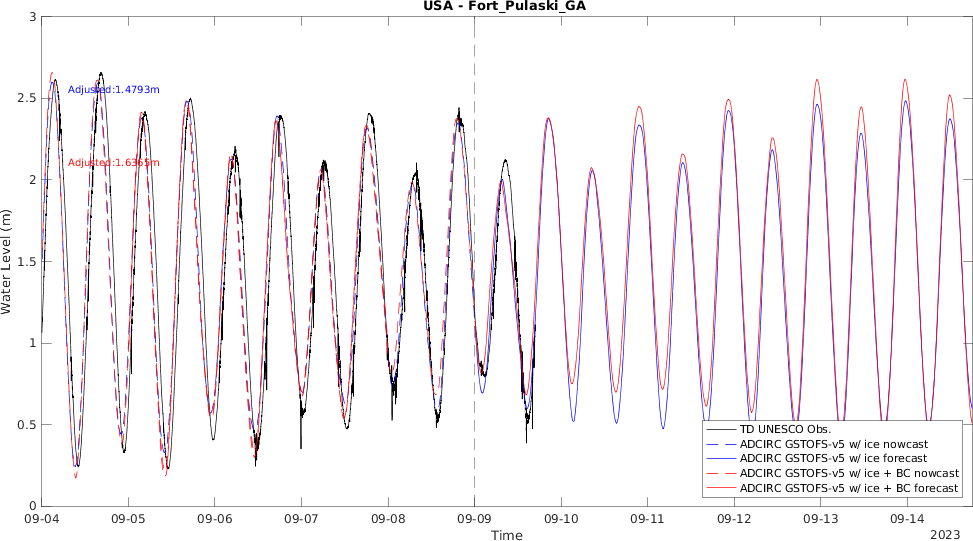 USA - Fort_Pulaski_GA
3
2.5
2
1.5
1
0.5
0
Water Level (m)
Adjusted:1.4793m
Adjusted:1.6365m
TD UNESCO Obs.
ADCIRC GSTOFS-v5 w/ ice nowcast
ADCIRC GSTOFS-v5 w/ ice forecast
ADCIRC GSTOFS-v5 w/ ice + BC nowcast
ADCIRC GSTOFS-v5 w/ ice + BC forecast
09-04 09-05 09-06 09-07 09-08 09-09 09-10 09-11 09-12 09-13 09-14
Time
2023